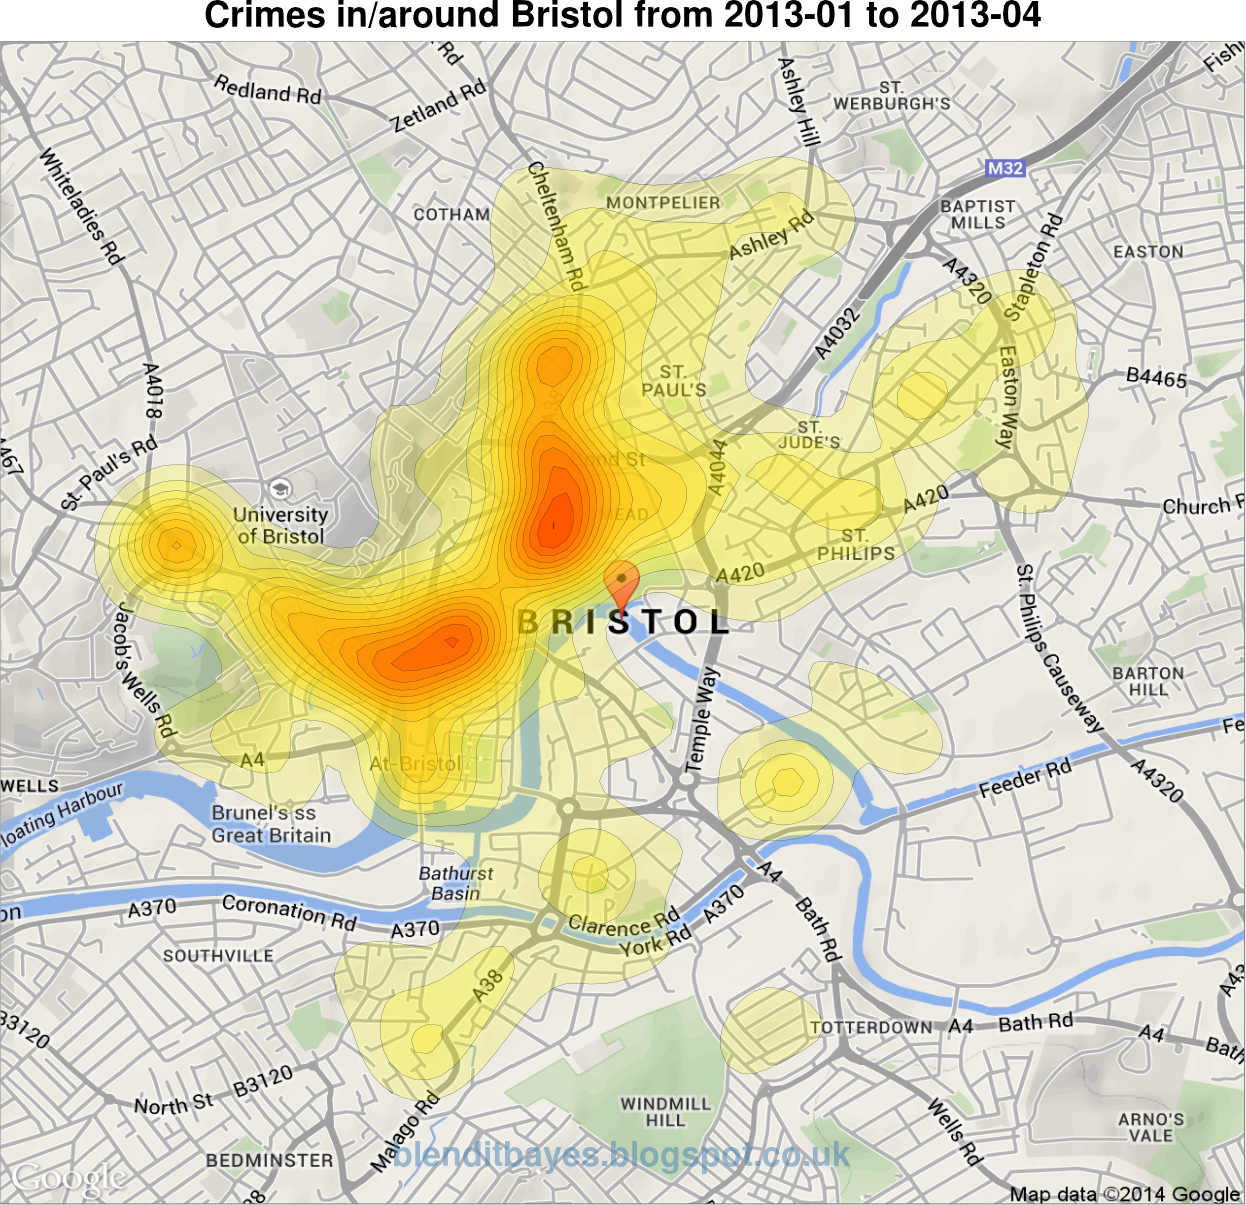 Crimes in/around Bristol from 2013-01 to 2013-04
Rd
Redland Rd
Zetland Rd
Ashley Hill
ST.
WERBURGH'S
Whiteladies Rd
COTHAM
Cheltenham Rd
MONTPELIER
Ashley Rd
M32
BAPTIST
MILLS
EASTON
A4320
Stapleton Rd
A4032
A4018
ST.
PAUL'S
Easton Way
B4465
ST.
JUDE'S
St. Paul's Rd
A4044
A420
Church
University
of Bristol
ST.
PHILIPS
A420
St. Philips Causeway
BRISTOL
Jacob's Wells Rd
BARTON
HILL
Temple Way
A4
At-Bristol
WELLS
Feeder Rd
A4320
loating Harbour
Brunel's ss
Great Britain
Bathurst
Basin
A4
A370
Coronation Rd
A370
Clarence Rd
York Rd
A370
Bath Rd
SOUTHVILLE
A38
B3120
TOTTERDOWN
A4
Bath Rd
A4
Bath
North St
B3120
Malago Rd
WINDMILL
HILL
Wells Rd
ARNO'S
VALE
BEDMINSTER
blenditbayes.blogspot.co.uk
Google
Map data ©2014 Google